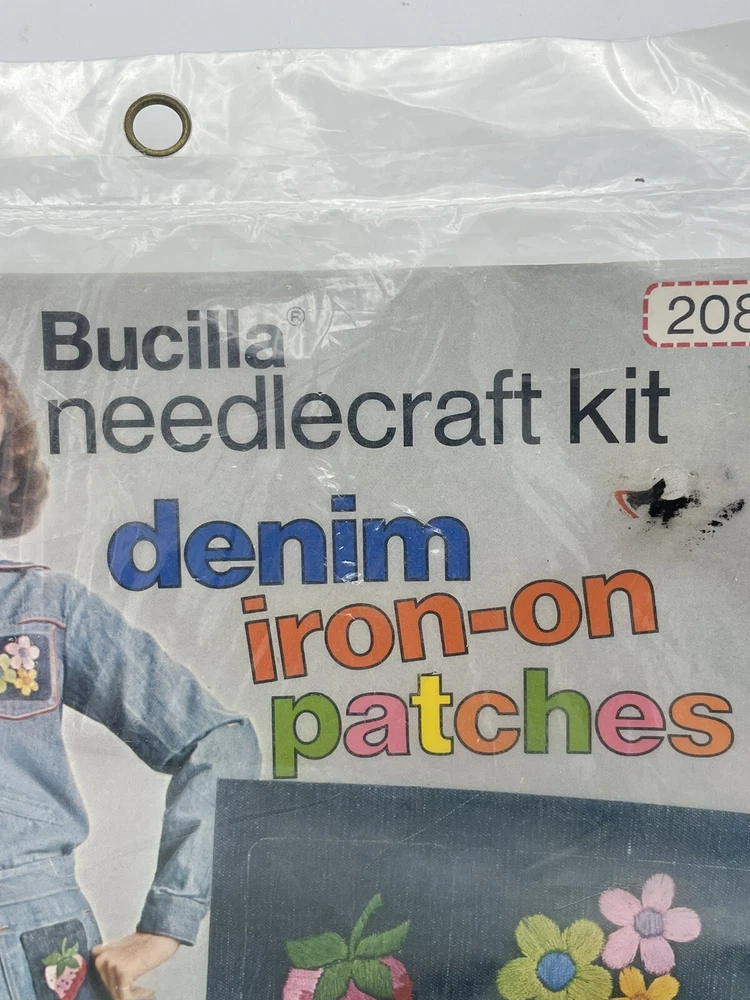 Bucilla®
208
needlecraft kit
denim
iron-on
patches